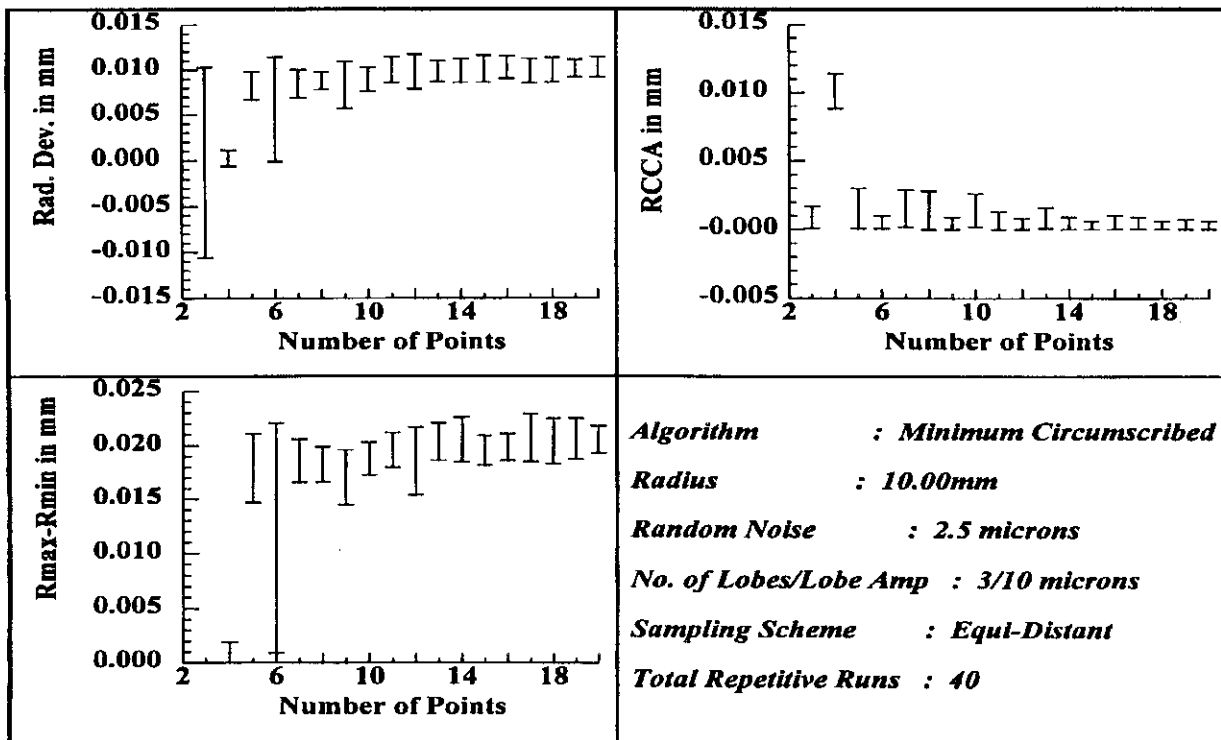 0.015
0.010
0.005
0.000
-0.005
-0.010
-0.015
Rad. Dev. in mm
2 6 10 14 18
Number of Points
0.015
0.010
0.005
-0.000
-0.005
RCCA in mm
2 6 10 14 18
Number of Points
0.025
0.020
0.015
0.010
0.005
0.000
Rmax-Rmin in mm
2 6 10 14 18
Number of Points
Algorithm : Minimum Circumscribed
Radius : 10.00mm
Random Noise : 2.5 microns
No. of Lobes/Lobe Amp : 3/10 microns
Sampling Scheme : Equi-Distant
Total Repetitive Runs : 40